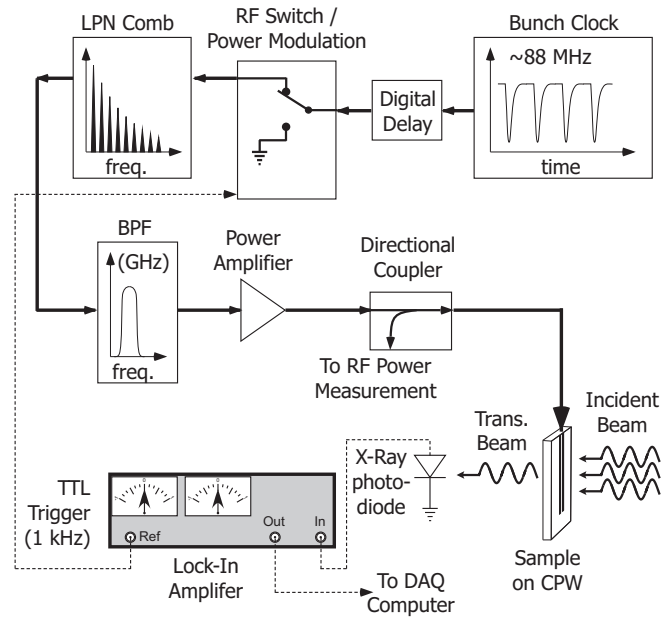 LPN Comb
freq.
RF Switch /
Power Modulation
Digital
Delay
Bunch Clock
~88 MHz
time
BPF
(GHz)
freq.
Power
Amplifier
Directional
Coupler
To RF Power
Measurement
Trans.
Beam
Incident
Beam
X-Ray
photo-
diode
TTL
Trigger
(1 kHz)
Ref
Out
In
Lock-In
Amplifer
To DAQ
Computer
Sample
on CPW